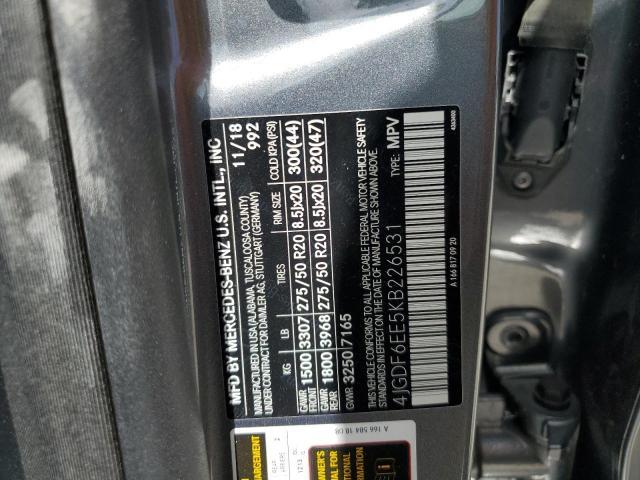 MFD BY MERCEDES-BENZ U.S. INTL., INC
MANUFACTURED IN USA (ALABAMA, TUSCALOOSA COUNTY) 11/18
UNDER CONTRACT FOR DAIMLER AG, STUTTGART (GERMANY) 992
KG LB TIRES RIM SIZE COLD KPA (PSI)
GAWR FRONT 1500 3307 275/50 R20 8.5Jx20 300(44)
GAWR REAR 1800 3968 275/50 R20 8.5Jx20 320(47)
GVWR 3250 7165
THIS VEHICLE CONFORMS TO ALL APPLICABLE FEDERAL MOTOR VEHICLE SAFETY
STANDARDS IN EFFECT ON THE DATE OF MANUFACTURE SHOWN ABOVE.
4JGDF6EE5KB226531 TYPE: MPV
A 166 817 09 20
A 166 584 18 08